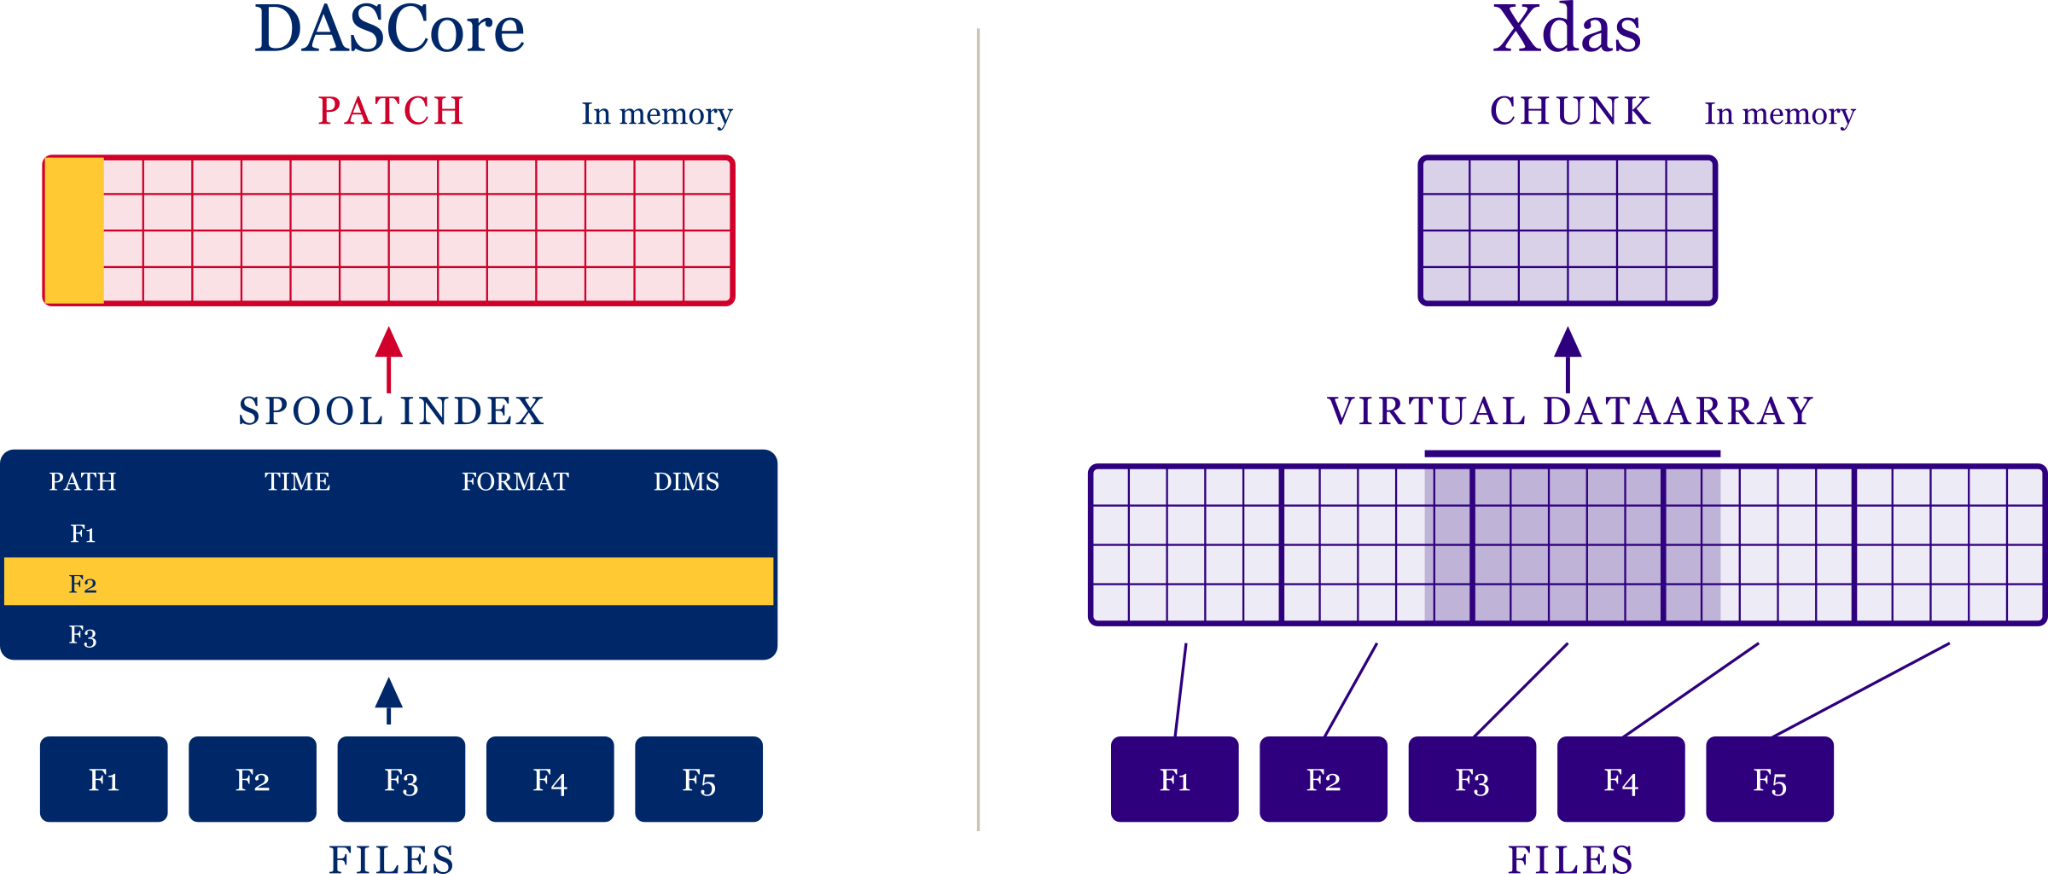 DASCore
PATCH
In memory
SPOOL INDEX
PATH TIME FORMAT DIMS
F1
F2
F3
F1 F2 F3 F4 F5
FILES
Xdas
CHUNK
In memory
VIRTUAL DATAARRAY
F1 F2 F3 F4 F5
FILES